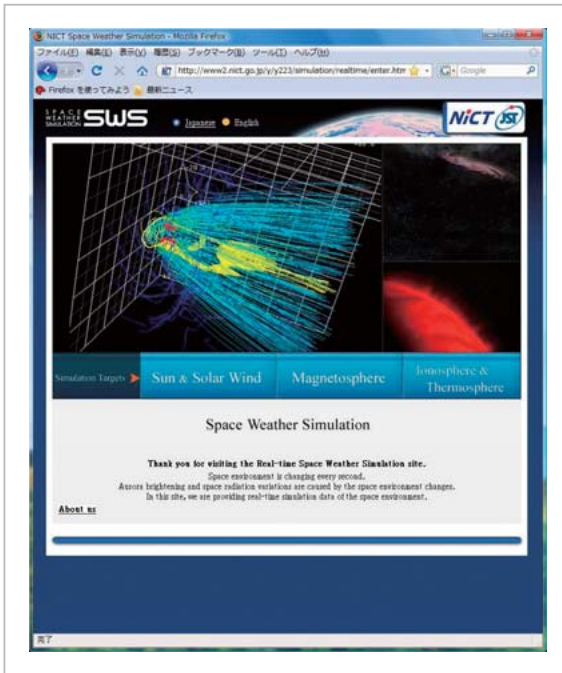 NICT Space Weather Simulation - Mozilla Firefox
ファイル(F) 編集(E) 表示(V) 履歴(S) ブックマーク(B) ツール(T) ヘルプ(H)
http://www2.nict.go.jp/y/y223/simulation/realtime/enter.htm
Google
Firefox を使ってみよう 最新ニュース
SPACE WEATHER SIMULATION SWS Japanese English NiCT JST
Simulation Targets Sun & Solar Wind Magnetosphere Ionosphere & Thermosphere
Space Weather Simulation
Thank you for visiting the Real-time Space Weather Simulation site.
Space environment is changing every second.
Aurora brightening and space radiation variations are caused by the space environment changes.
In this site, we are providing real-time simulation data of the space environment.
About us
完了